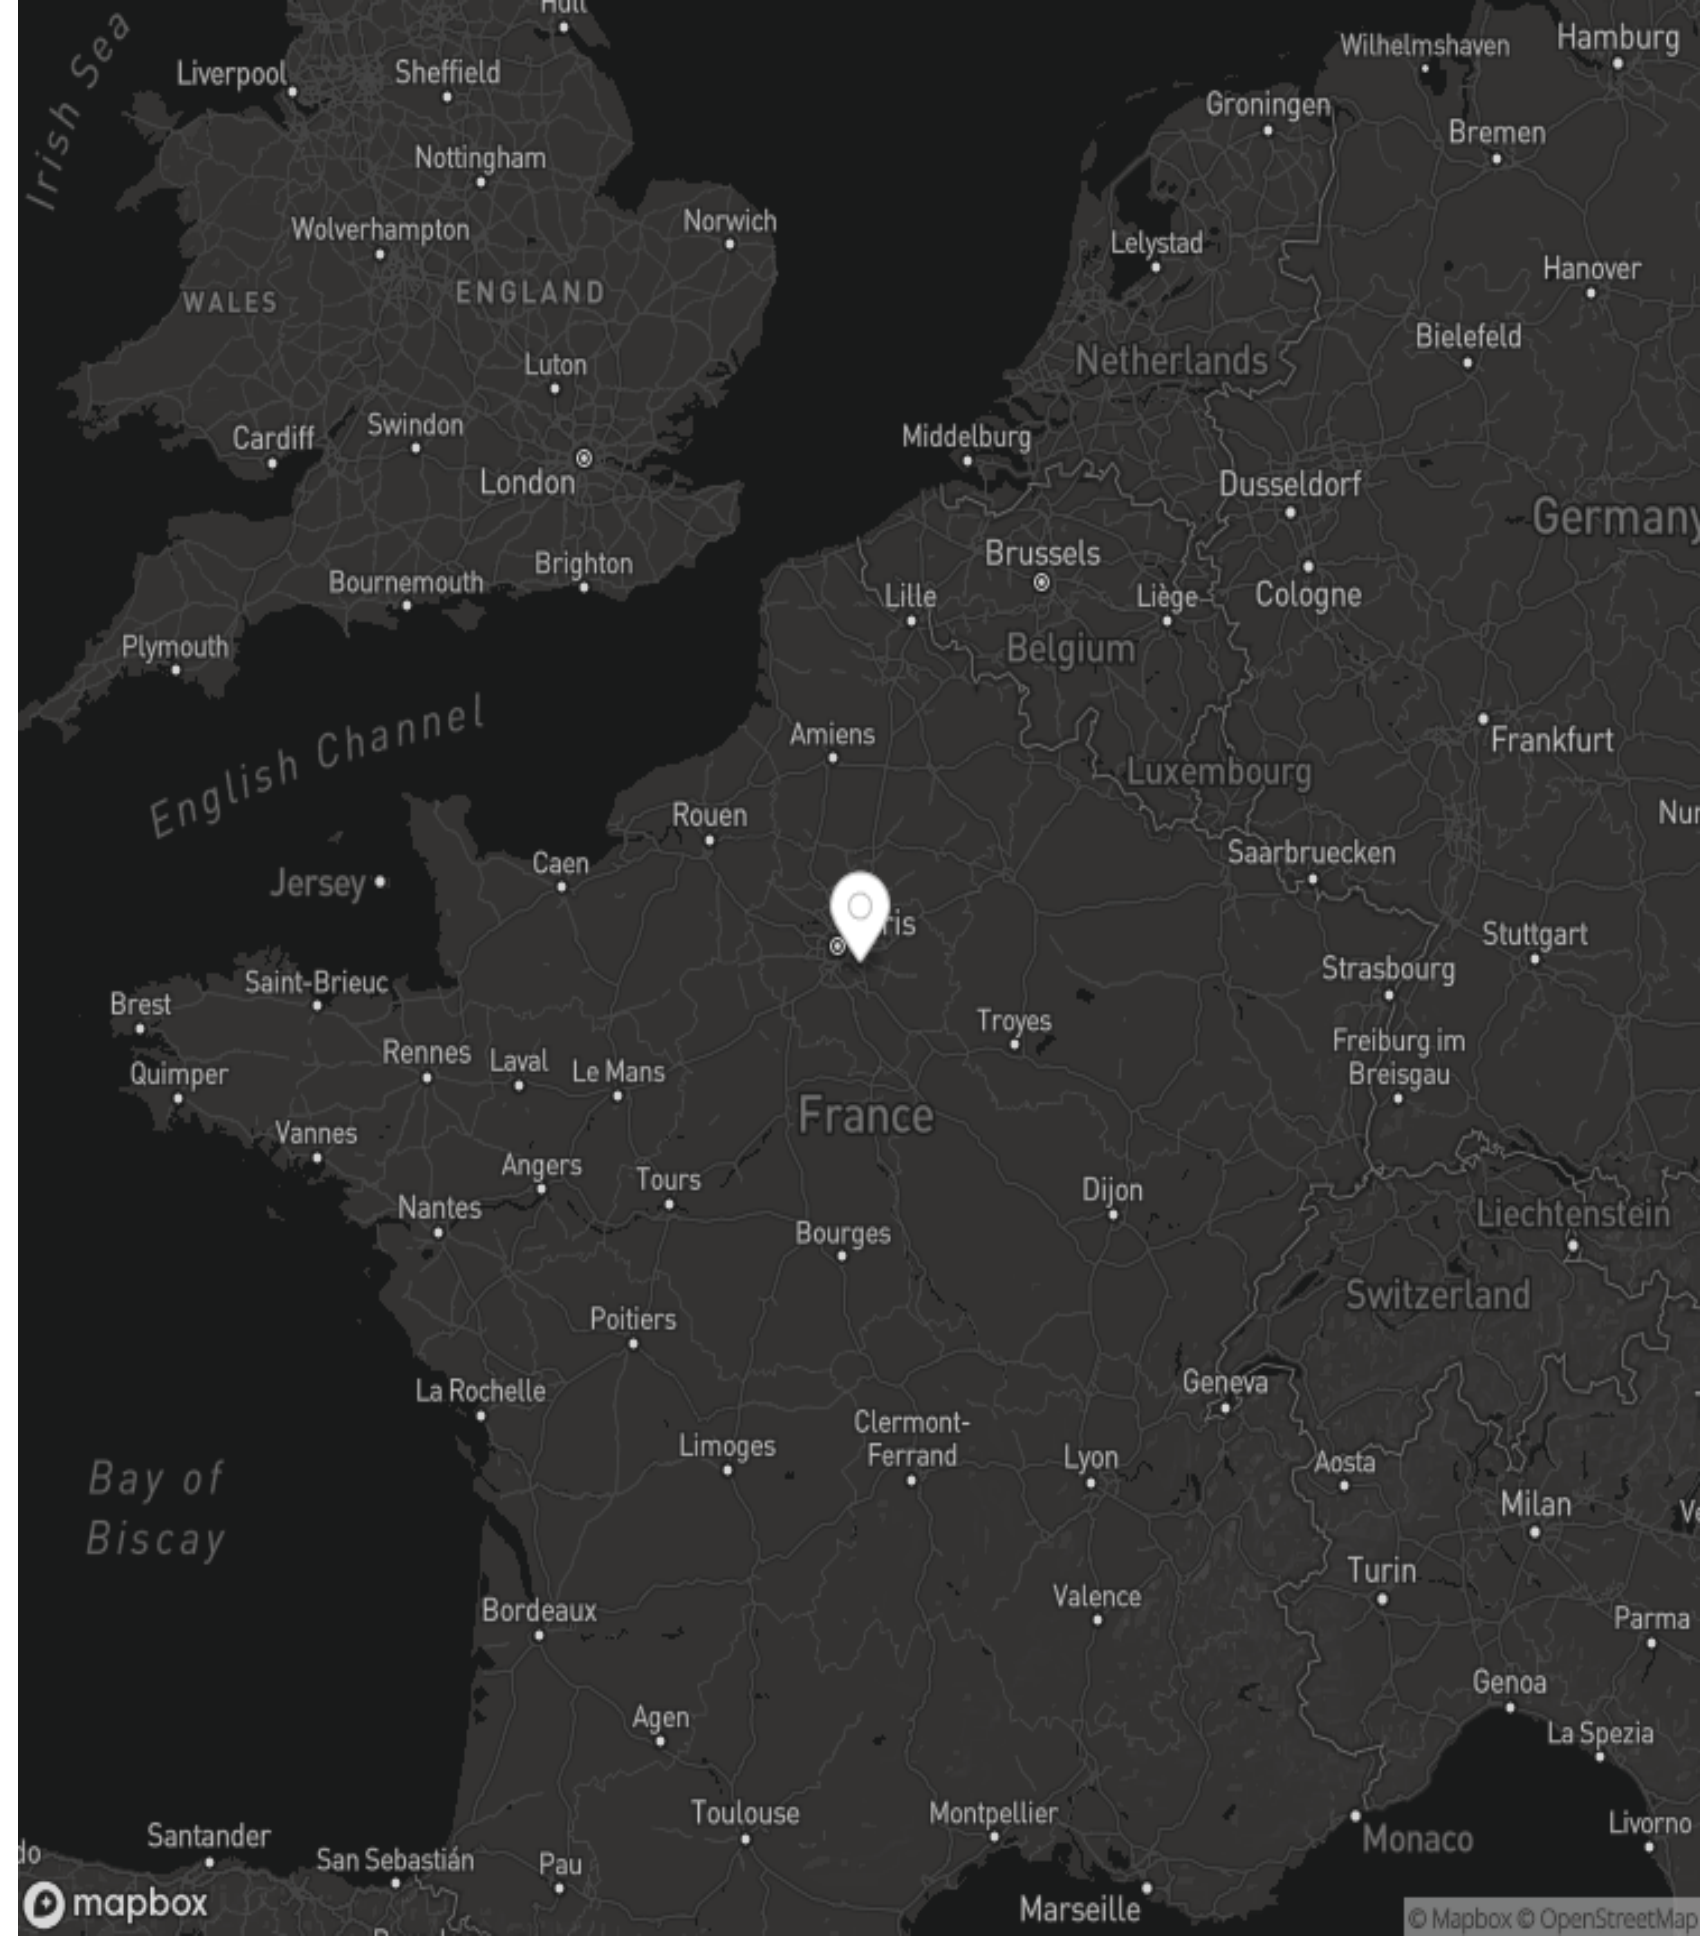 Hull
Irish Sea
Liverpool
Sheffield
Wilhelmshaven
Hamburg
Groningen
Bremen
Nottingham
Norwich
Wolverhampton
Lelystad
Hanover
WALES
ENGLAND
Bielefeld
Luton
Netherlands
Cardiff
Swindon
Middelburg
London
Dusseldorf
Germany
Brussels
Brighton
Bournemouth
Lille
Liège
Cologne
Plymouth
Belgium
English Channel
Amiens
Frankfurt
Luxembourg
Rouen
Nur
Saarbruecken
Caen
Jersey
ris
Stuttgart
Strasbourg
Saint-Brieuc
Brest
Troyes
Freiburg im
Breisgau
Rennes
Laval
Le Mans
Quimper
France
Vannes
Angers
Tours
Dijon
Nantes
Liechtenstein
Bourges
Switzerland
Poitiers
La Rochelle
Geneva
Clermont-
Ferrand
Limoges
Lyon
Aosta
Bay of
Biscay
Milan
Ve
Turin
Valence
Bordeaux
Parma
Genoa
Agen
La Spezia
Toulouse
Montpellier
Livorno
Monaco
Santander
do
San Sebastián
Pau
mapbox
Marseille
© Mapbox © OpenStreetMap